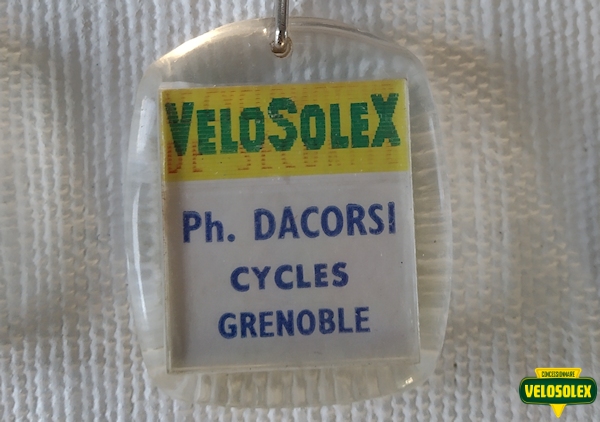 VELOSOLEX
Ph. DACORSI
CYCLES
GRENOBLE
CONCESSIONNAIRE
VELOSOLEX